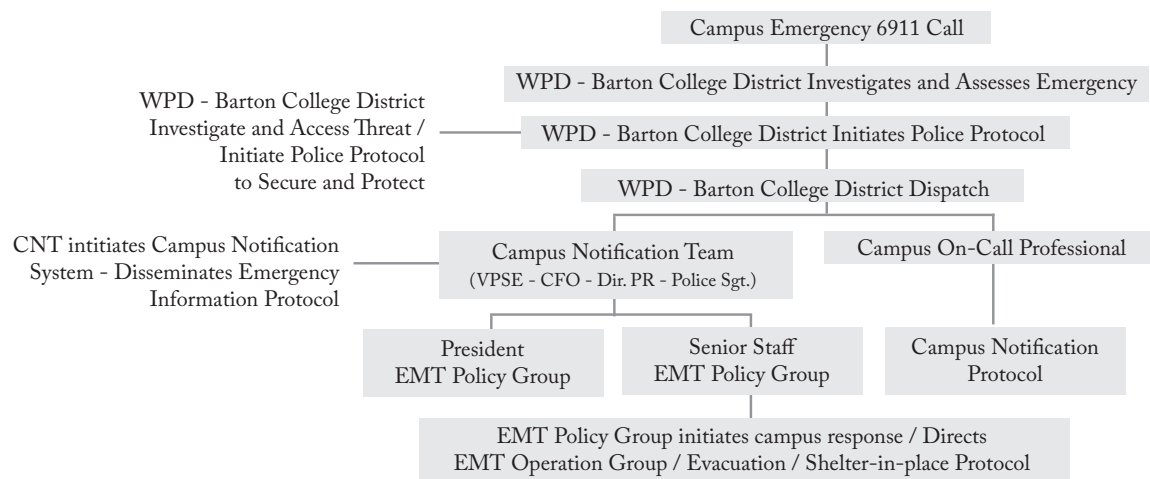 Campus Emergency 6911 Call
WPD - Barton College District Investigates and Assesses Emergency
WPD - Barton College District
Investigate and Access Threat /
Initiate Police Protocol
to Secure and Protect
WPD - Barton College District Initiates Police Protocol
WPD - Barton College District Dispatch
CNT intitiates Campus Notification
System - Disseminates Emergency
Information Protocol
Campus Notification Team
(VPSE - CFO - Dir. PR - Police Sgt.)
Campus On-Call Professional
President
EMT Policy Group
Senior Staff
EMT Policy Group
Campus Notification
Protocol
EMT Policy Group initiates campus response / Directs
EMT Operation Group / Evacuation / Shelter-in-place Protocol